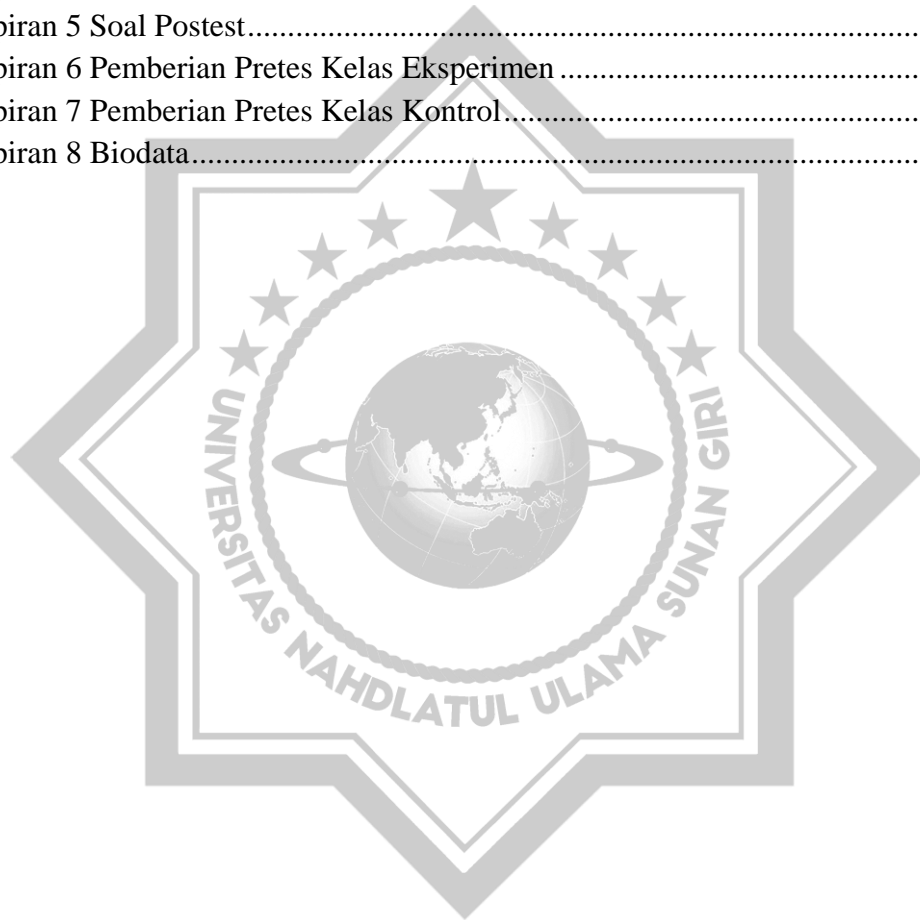 piran 5 Soal Postest
piran 6 Pemberian Pretes Kelas Eksperimen
piran 7 Pemberian Pretes Kelas Kontrol
piran 8 Biodata
UNIVERSITAS NAHDLATUL ULAMA SUNAN GIRI